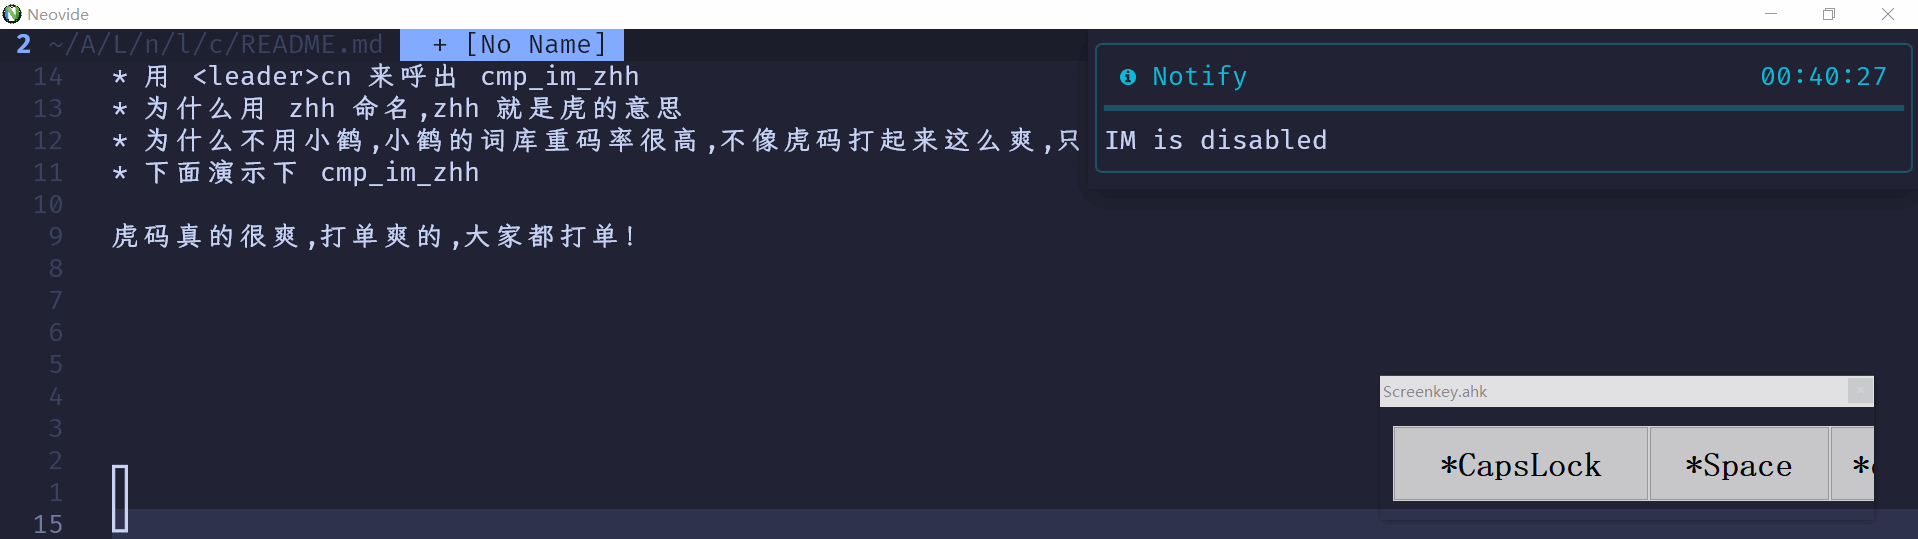 Neovide
2 ~/A/L/n/l/c/README.md + [No Name]
14 * 用 <leader>cn 来呼出 cmp_im_zhh
13 * 为什么用 zhh 命名,zhh 就是虎的意思
12 * 为什么不用小鹤,小鹤的词库重码率很高,不像虎码打起来这么爽,只
11 * 下面演示下 cmp_im_zhh
10
9 虎码真的很爽,打单爽的,大家都打单!
8
7
6
5
4
3
2
1
15
Notify 00:40:27
IM is disabled
Screenkey.ahk
*CapsLock *Space *